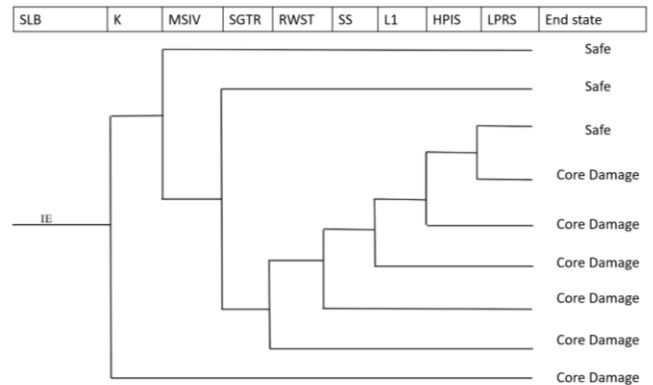 SLB K MSIV SGTR RWST SS L1 HPIS LPRS End state
Safe
Safe
Safe
Core Damage
IE
Core Damage
Core Damage
Core Damage
Core Damage
Core Damage